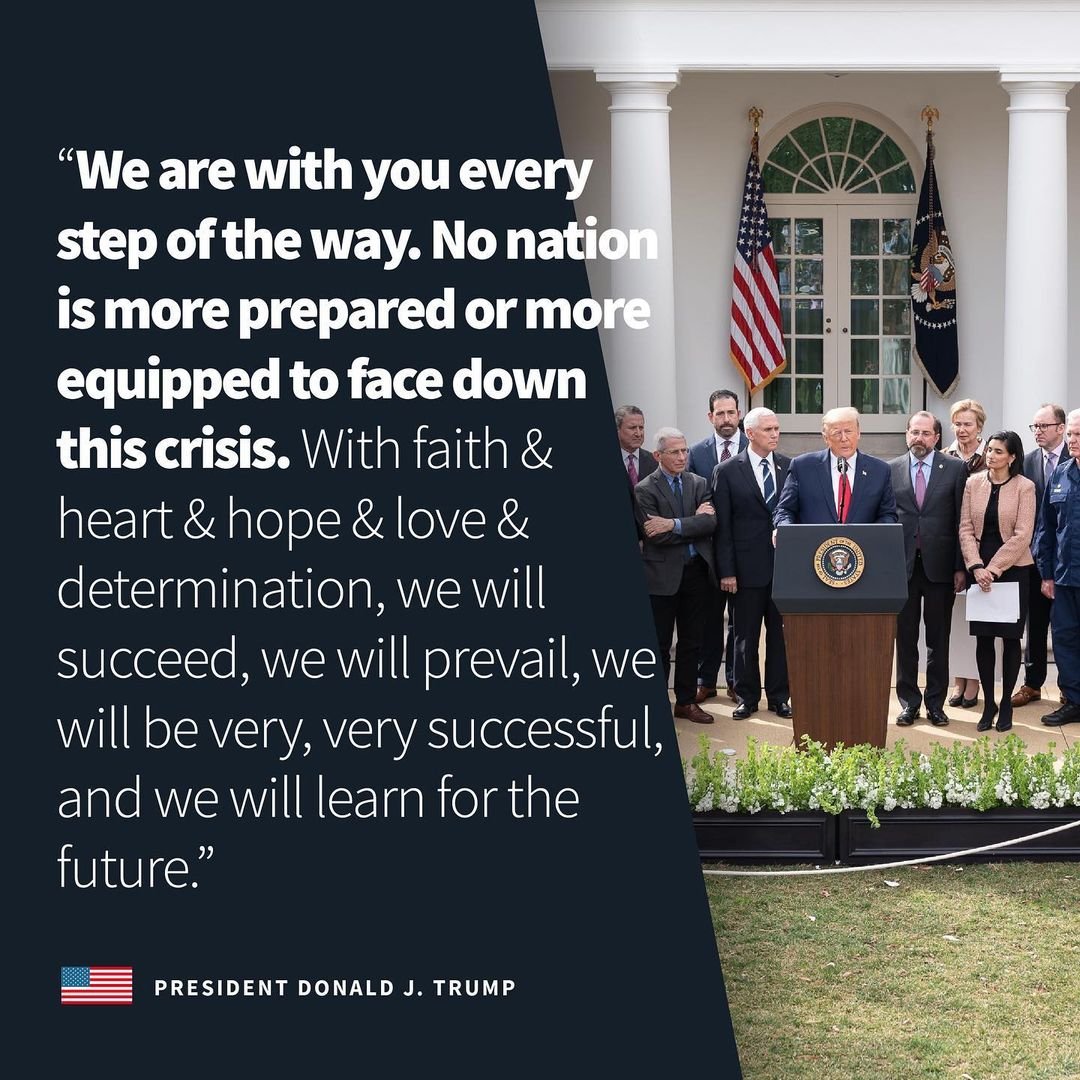 “We are with you every
step of the way. No nation
is more prepared or more
equipped to face down
this crisis. With faith &
heart & hope & love &
determination, we will
succeed, we will prevail, we
will be very, very successful,
and we will learn for the
future.”
PRESIDENT DONALD J. TRUMP